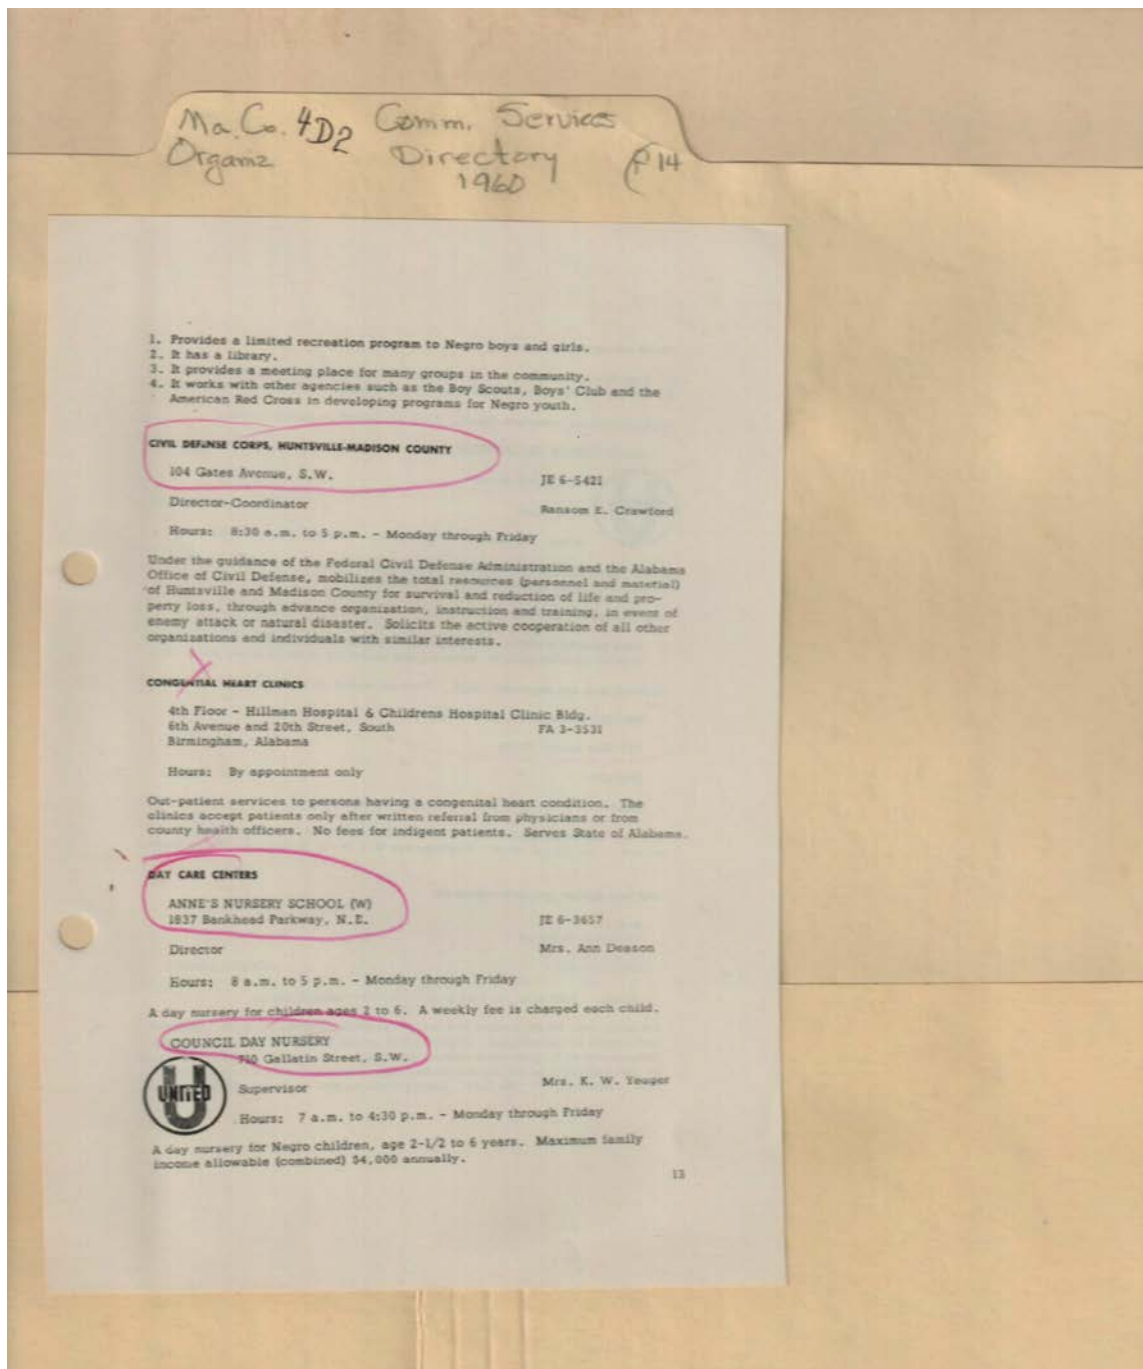 Ma. Co. 4D2 Comm. Services
Organz Directory P14
1960
1. Provides a limited recreation program to Negro boys and girls.
2. It has a library.
3. It provides a meeting place for many groups in the community.
4. It works with other agencies such as the Boy Scouts, Boys' Club and the
American Red Cross in developing programs for Negro youth.
CIVIL DEFENSE CORPS, HUNTSVILLE-MADISON COUNTY
104 Gates Avenue, S.W. JE 6-5421
Director-Coordinator Ransom E. Crawford
Hours: 8:30 a.m. to 5 p.m. - Monday through Friday
Under the guidance of the Federal Civil Defense Administration and the Alabama
Office of Civil Defense, mobilizes the total resources (personnel and material)
of Huntsville and Madison County for survival and reduction of life and pro-
perty loss, through advance organization, instruction and training, in event of
enemy attack or natural disaster. Solicits the active cooperation of all other
organizations and individuals with similar interests.
CONGENTIAL HEART CLINICS
4th Floor - Hillman Hospital & Childrens Hospital Clinic Bldg.
6th Avenue and 20th Street, South FA 3-3531
Birmingham, Alabama
Hours: By appointment only
Out-patient services to persons having a congenital heart condition. The
clinics accept patients only after written referral from physicians or from
county health officers. No fees for indigent patients. Serves State of Alabama.
DAY CARE CENTERS
ANNE'S NURSERY SCHOOL (W)
1837 Bankhead Parkway, N.E. JE 6-3657
Director Mrs. Ann Deason
Hours: 8 a.m. to 5 p.m. - Monday through Friday
A day nursery for children ages 2 to 6. A weekly fee is charged each child.
COUNCIL DAY NURSERY
710 Gallatin Street, S.W.
UNITED
Supervisor Mrs. K. W. Yeager
Hours: 7 a.m. to 4:30 p.m. - Monday through Friday
A day nursery for Negro children, age 2-1/2 to 6 years. Maximum family
income allowable (combined) $4,000 annually.
13